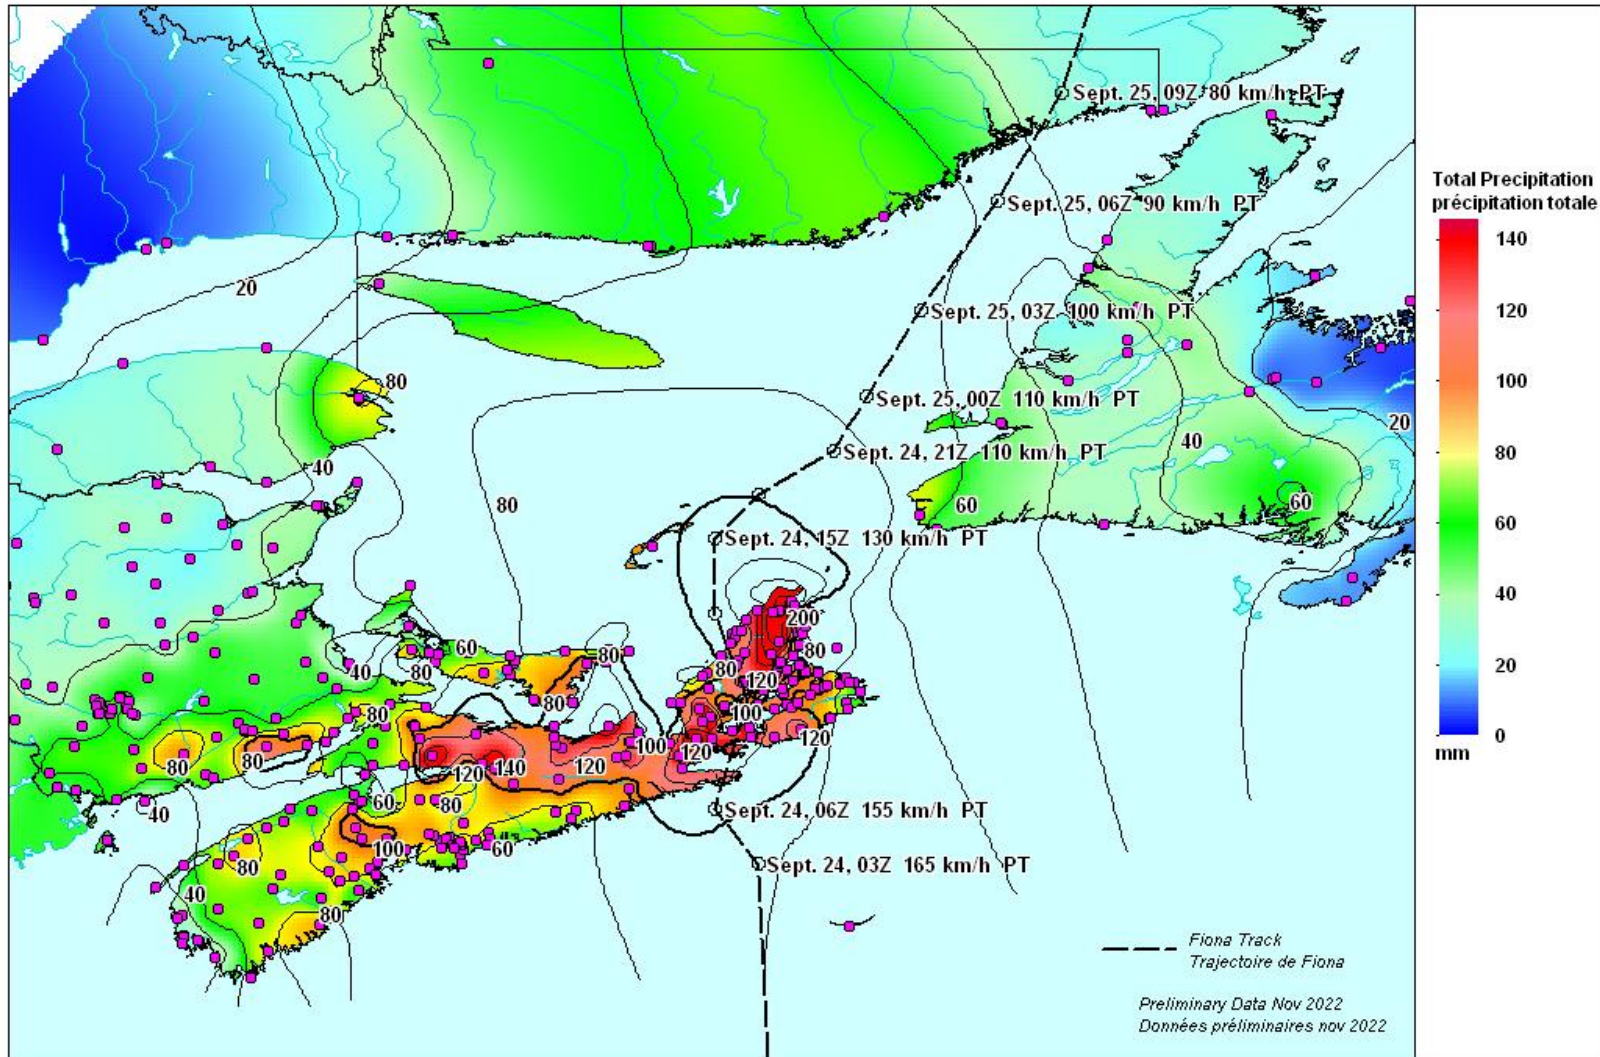 Sept. 25, 09Z 80 km/h PT
Sept. 25, 06Z 90 km/h PT
Total Precipitation
précipitation totale
140
120
100
80
60
40
20
0
mm
20
Sept. 25, 03Z 100 km/h PT
80
Sept. 25, 00Z 110 km/h PT
20
40
Sept. 24, 21Z 110 km/h PT
40
80
60
60
Sept. 24, 15Z 130 km/h PT
200
60
80
80
40
80
80
120
80
100
80
80
120
140
120
100
120
120
40
60
80
Sept. 24, 06Z 155 km/h PT
100
60
80
Sept. 24, 03Z 165 km/h PT
40
80
Fiona Track
Trajectoire de Fiona
Preliminary Data Nov 2022
Données préliminaires nov 2022